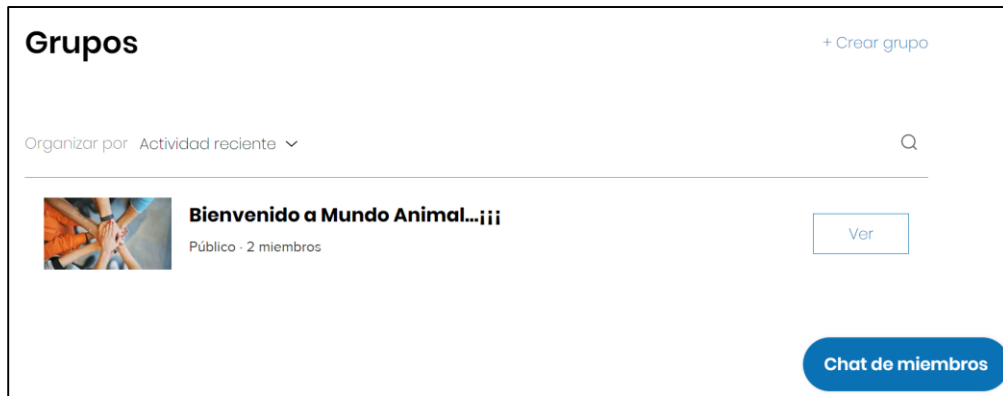 Grupos
+ Crear grupo
Organizar por Actividad reciente
Bienvenido a Mundo Animal...¡¡¡
Público · 2 miembros
Ver
Chat de miembros